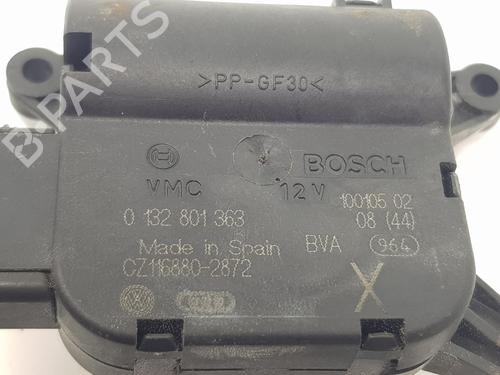 >PP-GF30<
BOSCH
VMC 12V
0 132 801 363
100105 02
08 (44)
Made in Spain
BVA 964
CZ116880-2872
X
B-PARTS